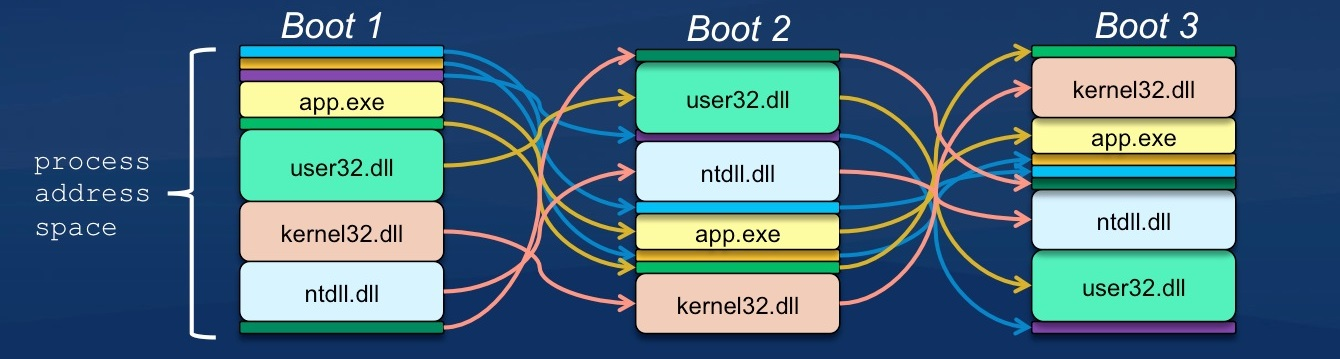 Boot 1
Boot 2
Boot 3
process
address
space
app.exe
user32.dll
kernel32.dll
ntdll.dll
user32.dll
ntdll.dll
app.exe
kernel32.dll
kernel32.dll
app.exe
ntdll.dll
user32.dll